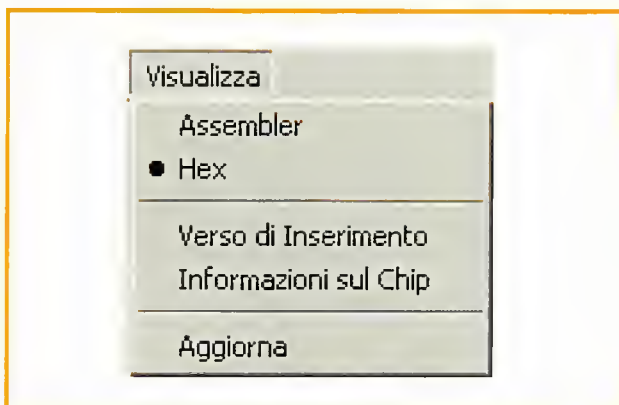 Visualizza
Assembler
Hex
Verso di Inserimento
Informazioni sul Chip
Aggiorna